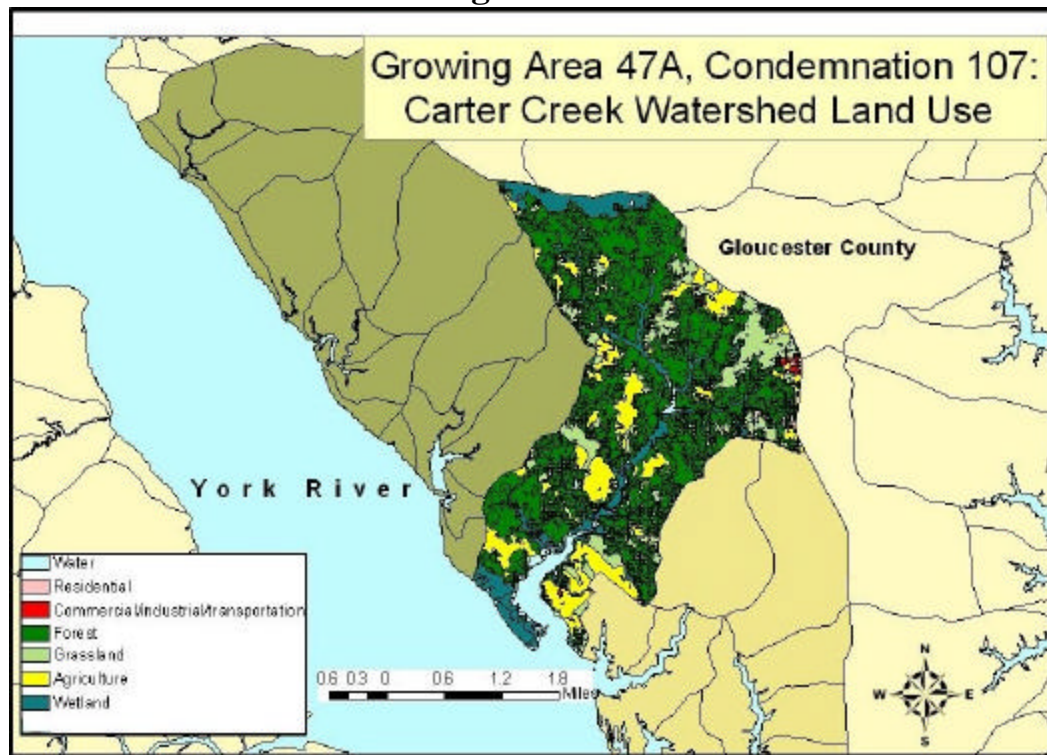 Growing Area 47A, Condemnation 107:
Carter Creek Watershed Land Use
Gloucester County
York River
Water
Residential
Commercial/industrial/transportation
Forest
Grassland
Agriculture
Wetland
0.6 0.3 0 0.6 1.2 1.8
Miles
N
W E
S